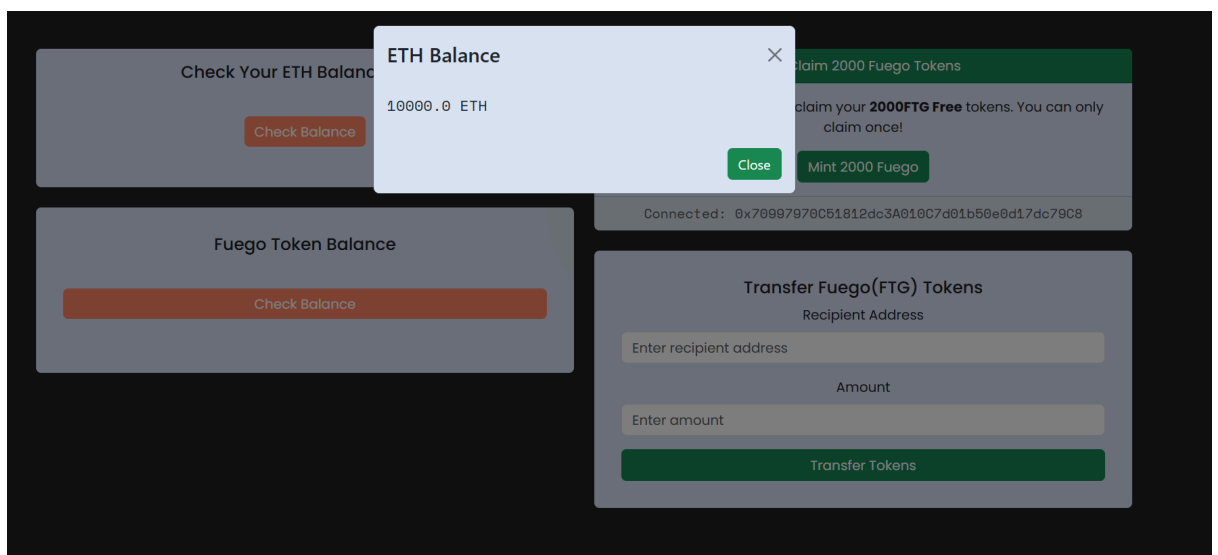 ETH Balance
10000.0 ETH
Close
Check Your ETH Balanc
Check Balance
Fuego Token Balance
Check Balance
laim 2000 Fuego Tokens
claim your 2000FTG Free tokens. You can only
claim once!
Mint 2000 Fuego
Connected: 0x70997970C51812dc3A010C7d01b50e0d17dc79C8
Transfer Fuego(FTG) Tokens
Recipient Address
Enter recipient address
Amount
Enter amount
Transfer Tokens